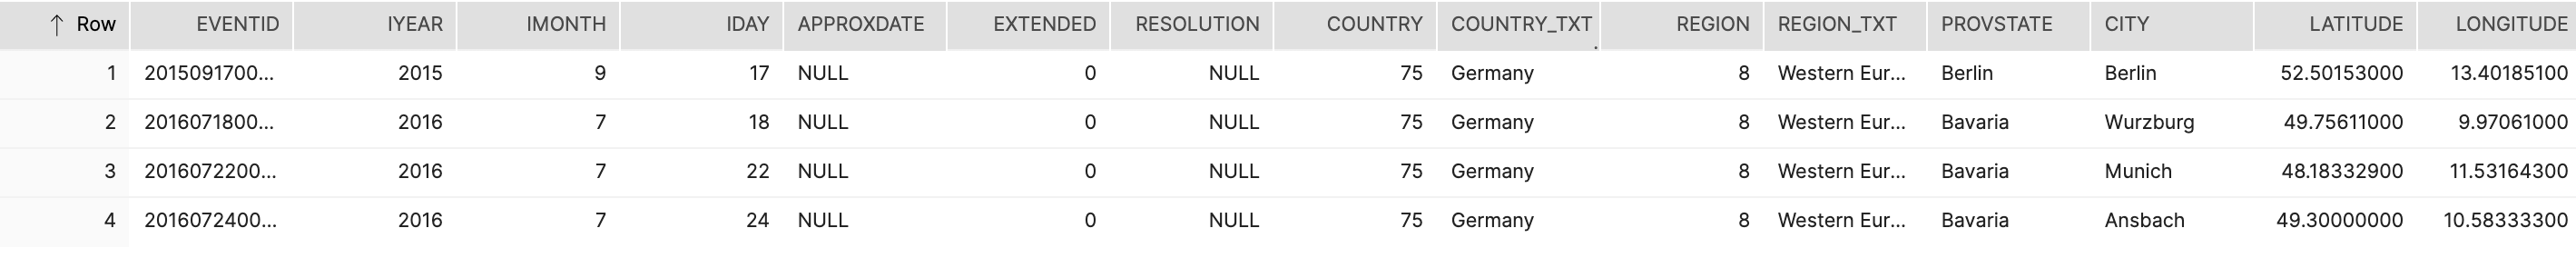 ↑ Row EVENTID IYEAR IMONTH IDAY APPROXDATE EXTENDED RESOLUTION COUNTRY COUNTRY_TXT REGION REGION_TXT PROVSTATE CITY LATITUDE LONGITUDE
1 2015091700... 2015 9 17 NULL 0 NULL 75 Germany 8 Western Eur... Berlin Berlin 52.50153000 13.40185100
2 2016071800... 2016 7 18 NULL 0 NULL 75 Germany 8 Western Eur... Bavaria Wurzburg 49.75611000 9.97061000
3 2016072200... 2016 7 22 NULL 0 NULL 75 Germany 8 Western Eur... Bavaria Munich 48.18332900 11.53164300
4 2016072400... 2016 7 24 NULL 0 NULL 75 Germany 8 Western Eur... Bavaria Ansbach 49.30000000 10.58333300